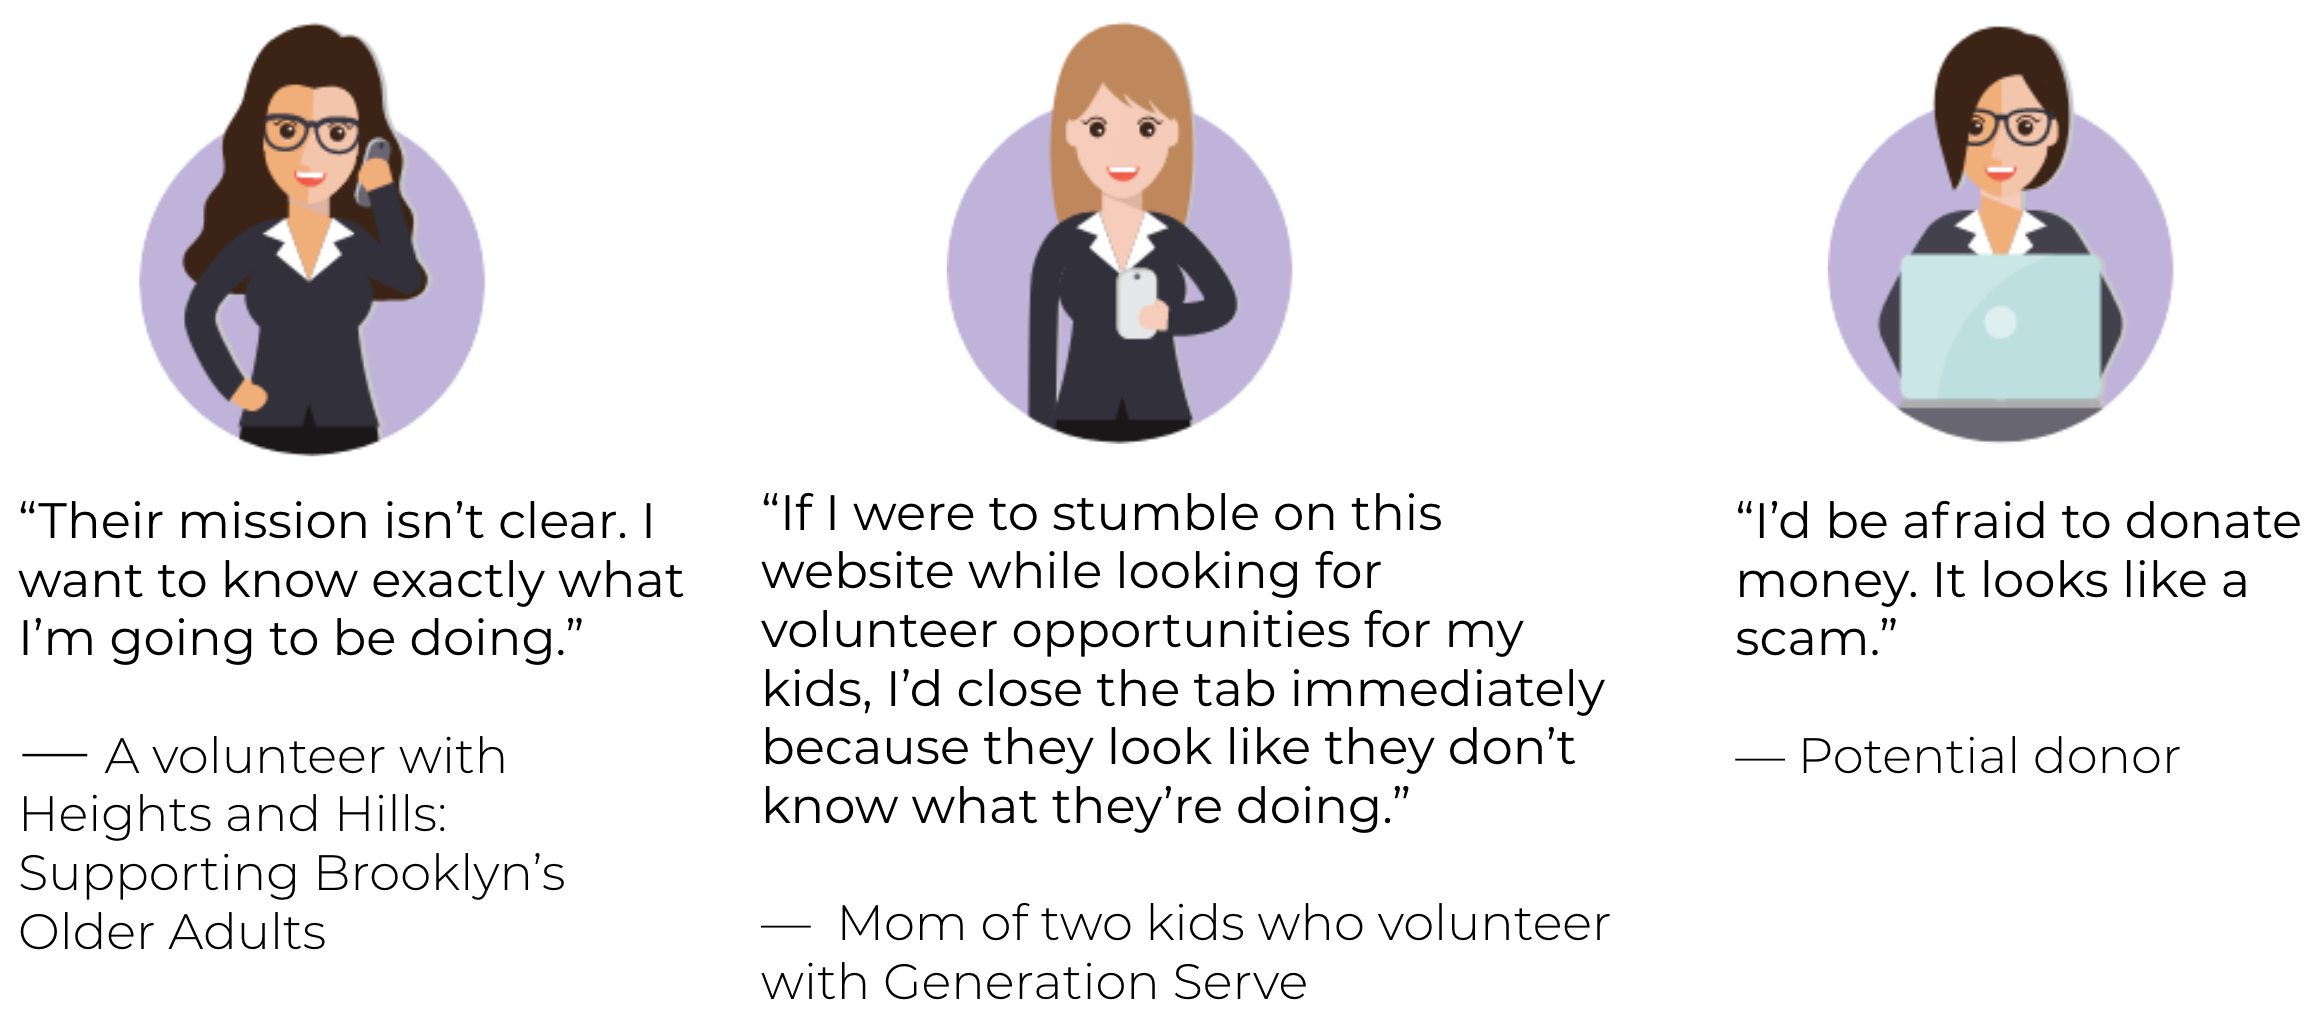 “Their mission isn’t clear. I
want to know exactly what
I’m going to be doing.”
— A volunteer with
Heights and Hills:
Supporting Brooklyn’s
Older Adults
“If I were to stumble on this
website while looking for
volunteer opportunities for my
kids, I’d close the tab immediately
because they look like they don’t
know what they’re doing.”
— Mom of two kids who volunteer
with Generation Serve
“I’d be afraid to donate
money. It looks like a
scam.”
— Potential donor